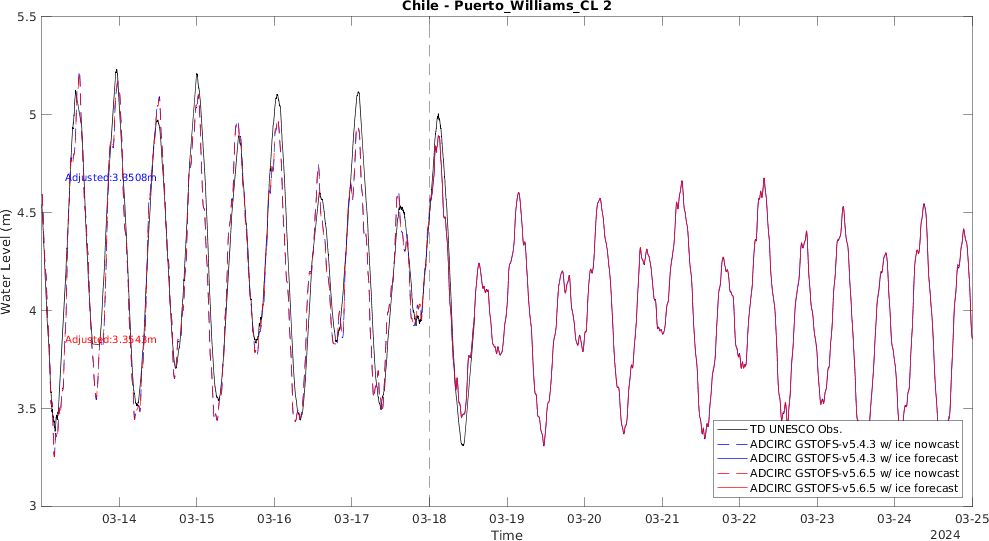 Chile - Puerto_Williams_CL 2
5.5
5
4.5
4
3.5
3
Water Level (m)
Adjusted:3.8508m
Adjusted:3.3543m
TD UNESCO Obs.
ADCIRC GSTOFS-v5.4.3 w/ ice nowcast
ADCIRC GSTOFS-v5.4.3 w/ ice forecast
ADCIRC GSTOFS-v5.6.5 w/ ice nowcast
ADCIRC GSTOFS-v5.6.5 w/ ice forecast
03-14 03-15 03-16 03-17 03-18 03-19 03-20 03-21 03-22 03-23 03-24 03-25
Time
2024